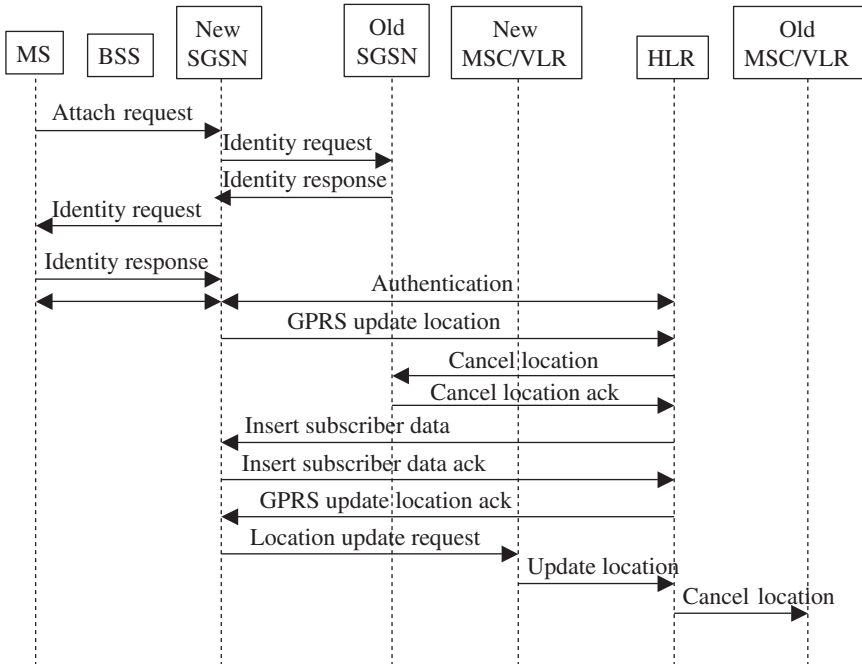 MS
BSS
New
SGSN
Old
SGSN
New
MSC/VLR
HLR
Old
MSC/VLR
Attach request
Identity request
Identity response
Identity request
Identity response
Authentication
GPRS update location
Cancel location
Cancel location ack
Insert subscriber data
Insert subscriber data ack
GPRS update location ack
Location update request
Update location
Cancel location